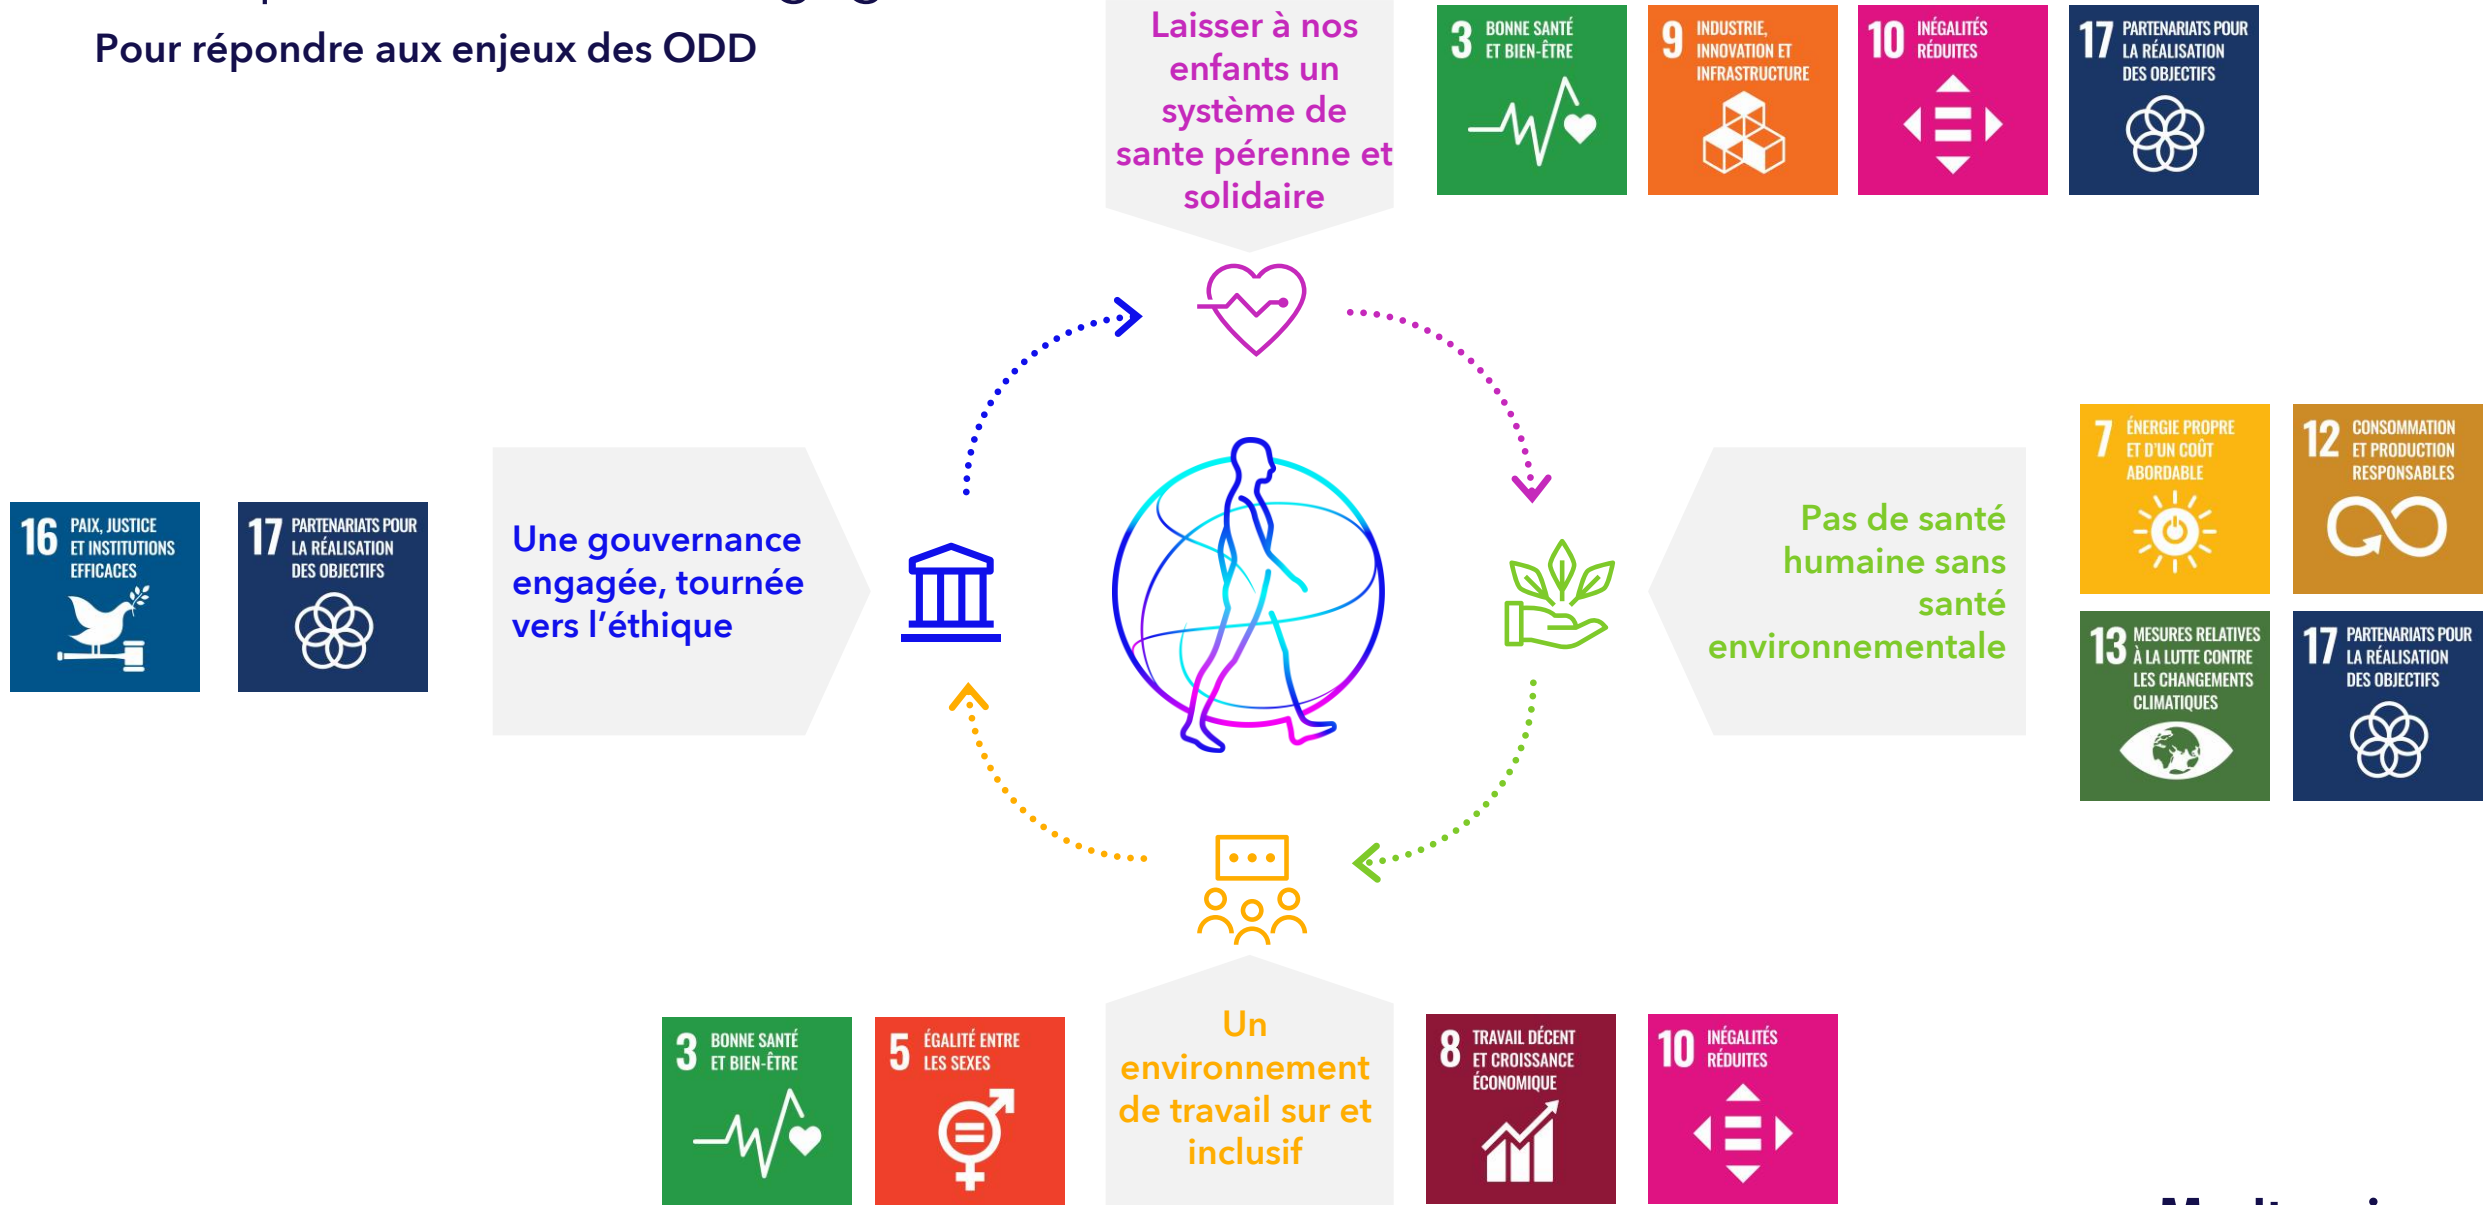 Pour répondre aux enjeux des ODD
Laisser à nos
enfants un
système de
sante pérenne et
solidaire
3 BONNE SANTÉ
ET BIEN-ÊTRE
9 INDUSTRIE,
INNOVATION ET
INFRASTRUCTURE
10 INÉGALITÉS
RÉDUITES
17 PARTENARIATS POUR
LA RÉALISATION
DES OBJECTIFS
16 PAIX, JUSTICE
ET INSTITUTIONS
EFFICACES
17 PARTENARIATS POUR
LA RÉALISATION
DES OBJECTIFS
Une gouvernance
engagée, tournée
vers l’éthique
Pas de santé
humaine sans
santé
environnementale
7 ÉNERGIE PROPRE
ET D'UN COÛT
ABORDABLE
12 CONSOMMATION
ET PRODUCTION
RESPONSABLES
13 MESURES RELATIVES
À LA LUTTE CONTRE
LES CHANGEMENTS
CLIMATIQUES
17 PARTENARIATS POUR
LA RÉALISATION
DES OBJECTIFS
3 BONNE SANTÉ
ET BIEN-ÊTRE
5 ÉGALITÉ ENTRE
LES SEXES
Un
environnement
de travail sur et
inclusif
8 TRAVAIL DÉCENT
ET CROISSANCE
ÉCONOMIQUE
10 INÉGALITÉS
RÉDUITES